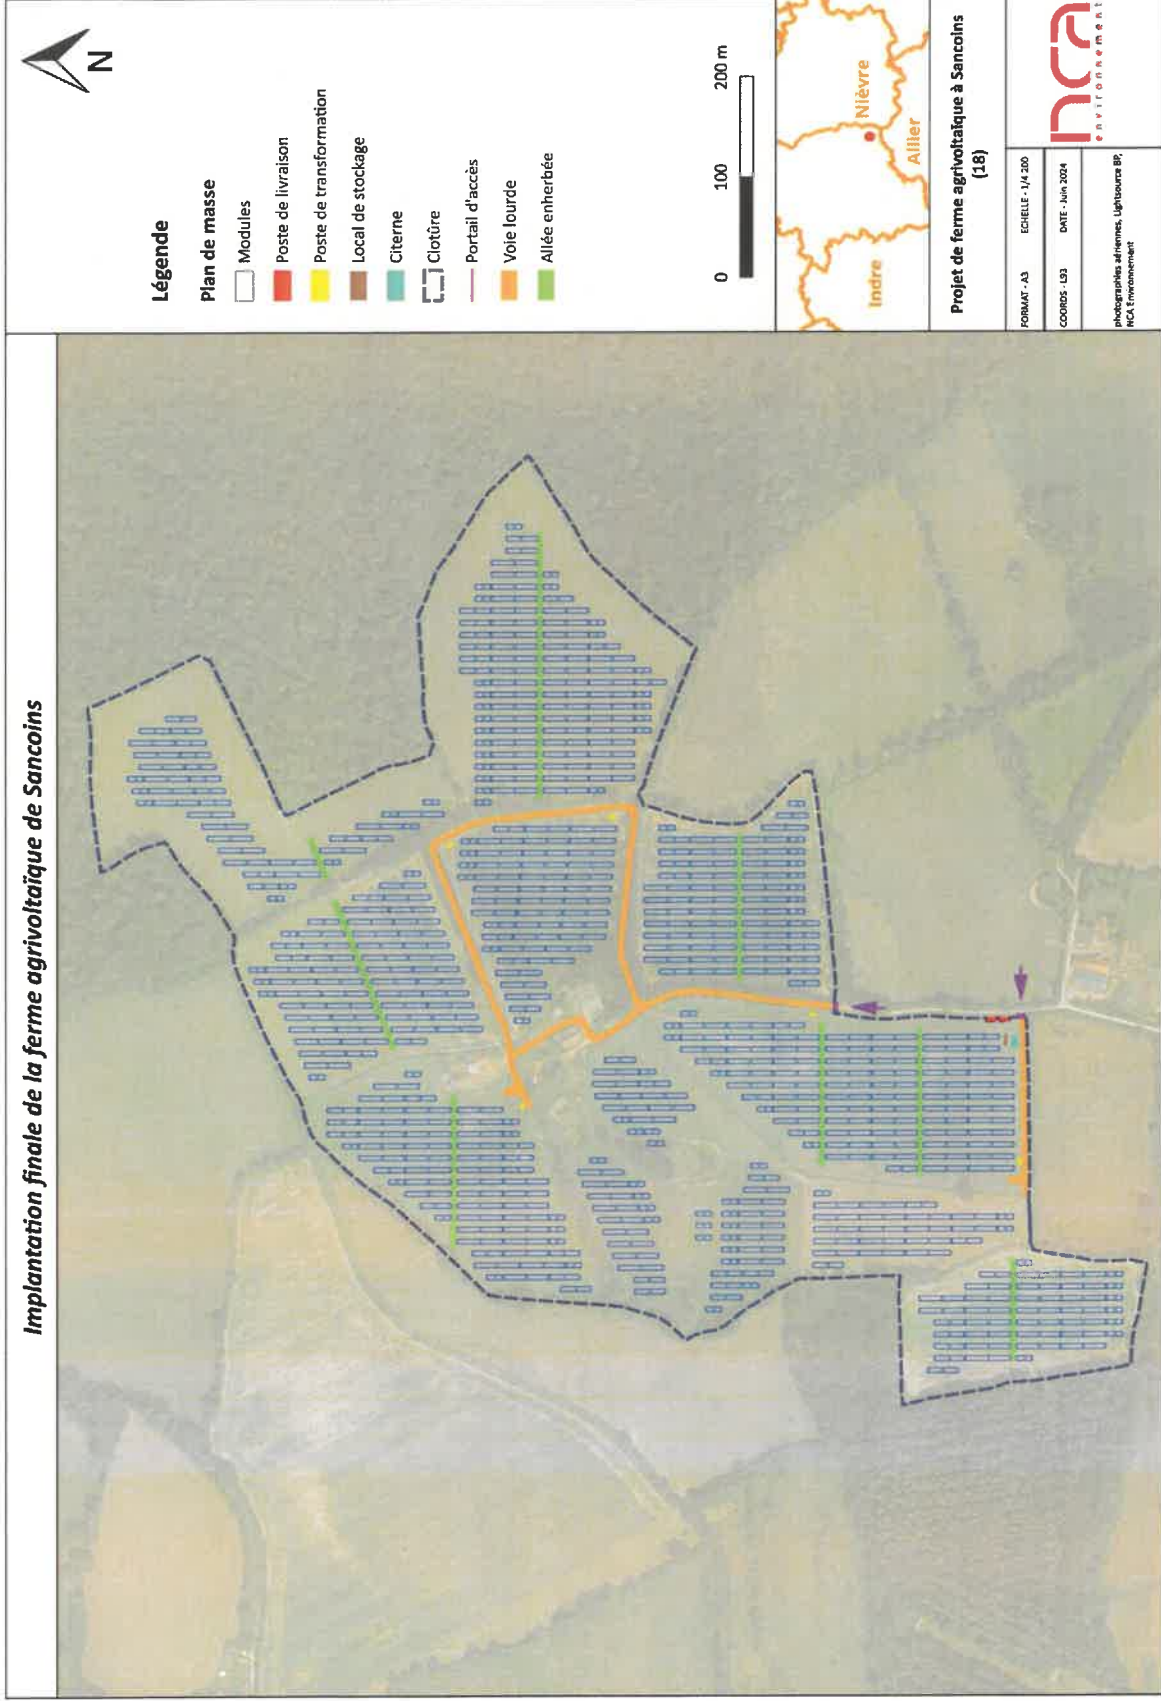 Implantation finale de la ferme agrivoltaïque de Sancoins
N
Légende
Plan de masse
Modules
Poste de livraison
Poste de transformation
Local de stockage
Citerne
Clotûre
Portail d'accès
Voie lourde
Allée enherbée
0 100 200 m
Indre
Nièvre
Allier
Projet de ferme agrivoltaïque à Sancoins
(18)
FORMAT - A3 ECHELLE - 1/4 200
COORDS - L93 DATE - Juin 2024
photographies aériennes, Lightsource BP,
NCA Environnement
nca
environnement